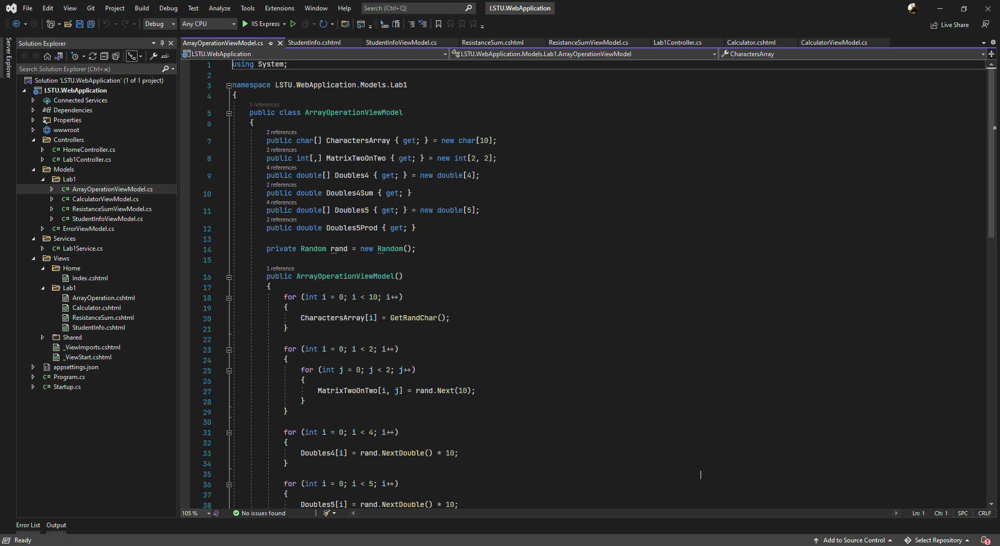 File Edit View Git Project Build Debug Test Analyze Tools Extensions Window Help Search (Ctrl+Q) LSTU.WebApplication
Debug Any CPU IIS Express Live Share
Server Explorer
Solution Explorer
Search Solution Explorer (Ctrl+ж)
Solution 'LSTU.WebApplication' (1 of 1 project)
LSTU.WebApplication
Connected Services
Dependencies
Properties
wwwroot
Controllers
C# HomeController.cs
C# Lab1Controller.cs
Models
Lab1
C# ArrayOperationViewModel.cs
C# CalculatorViewModel.cs
C# ResistanceSumViewModel.cs
C# StudentInfoViewModel.cs
C# ErrorViewModel.cs
Services
C# Lab1Service.cs
Views
Home
Index.cshtml
Lab1
ArrayOperation.cshtml
Calculator.cshtml
ResistanceSum.cshtml
StudentInfo.cshtml
Shared
_ViewImports.cshtml
_ViewStart.cshtml
appsettings.json
C# Program.cs
C# Startup.cs
ArrayOperationViewModel.cs StudentInfo.cshtml StudentInfoViewModel.cs ResistanceSum.cshtml ResistanceSumViewModel.cs Lab1Controller.cs Calculator.cshtml CalculatorViewModel.cs
LSTU.WebApplication LSTU.WebApplication.Models.Lab1.ArrayOperationViewModel CharactersArray
1 using System;
2
3 namespace LSTU.WebApplication.Models.Lab1
4 {
5 references
5 public class ArrayOperationViewModel
6 {
2 references
7 public char[] CharactersArray { get; } = new char[10];
2 references
8 public int[,] MatrixTwoOnTwo { get; } = new int[2, 2];
4 references
9 public double[] Doubles4 { get; } = new double[4];
2 references
10 public double Doubles4Sum { get; }
4 references
11 public double[] Doubles5 { get; } = new double[5];
2 references
12 public double Doubles5Prod { get; }
13
14 private Random rand = new Random();
15
1 reference
16 public ArrayOperationViewModel()
17 {
18 for (int i = 0; i < 10; i++)
19 {
20 CharactersArray[i] = GetRandChar();
21 }
22
23 for (int i = 0; i < 2; i++)
24 {
25 for (int j = 0; j < 2; j++)
26 {
27 MatrixTwoOnTwo[i, j] = rand.Next(10);
28 }
29 }
30
31 for (int i = 0; i < 4; i++)
32 {
33 Doubles4[i] = rand.NextDouble() * 10;
34 }
35
36 for (int i = 0; i < 5; i++)
37 {
38 Doubles5[i] = rand.NextDouble() * 10;
105 % No issues found Ln: 1 Ch: 1 SPC CRLF
Error List Output
Ready Add to Source Control Select Repository 1